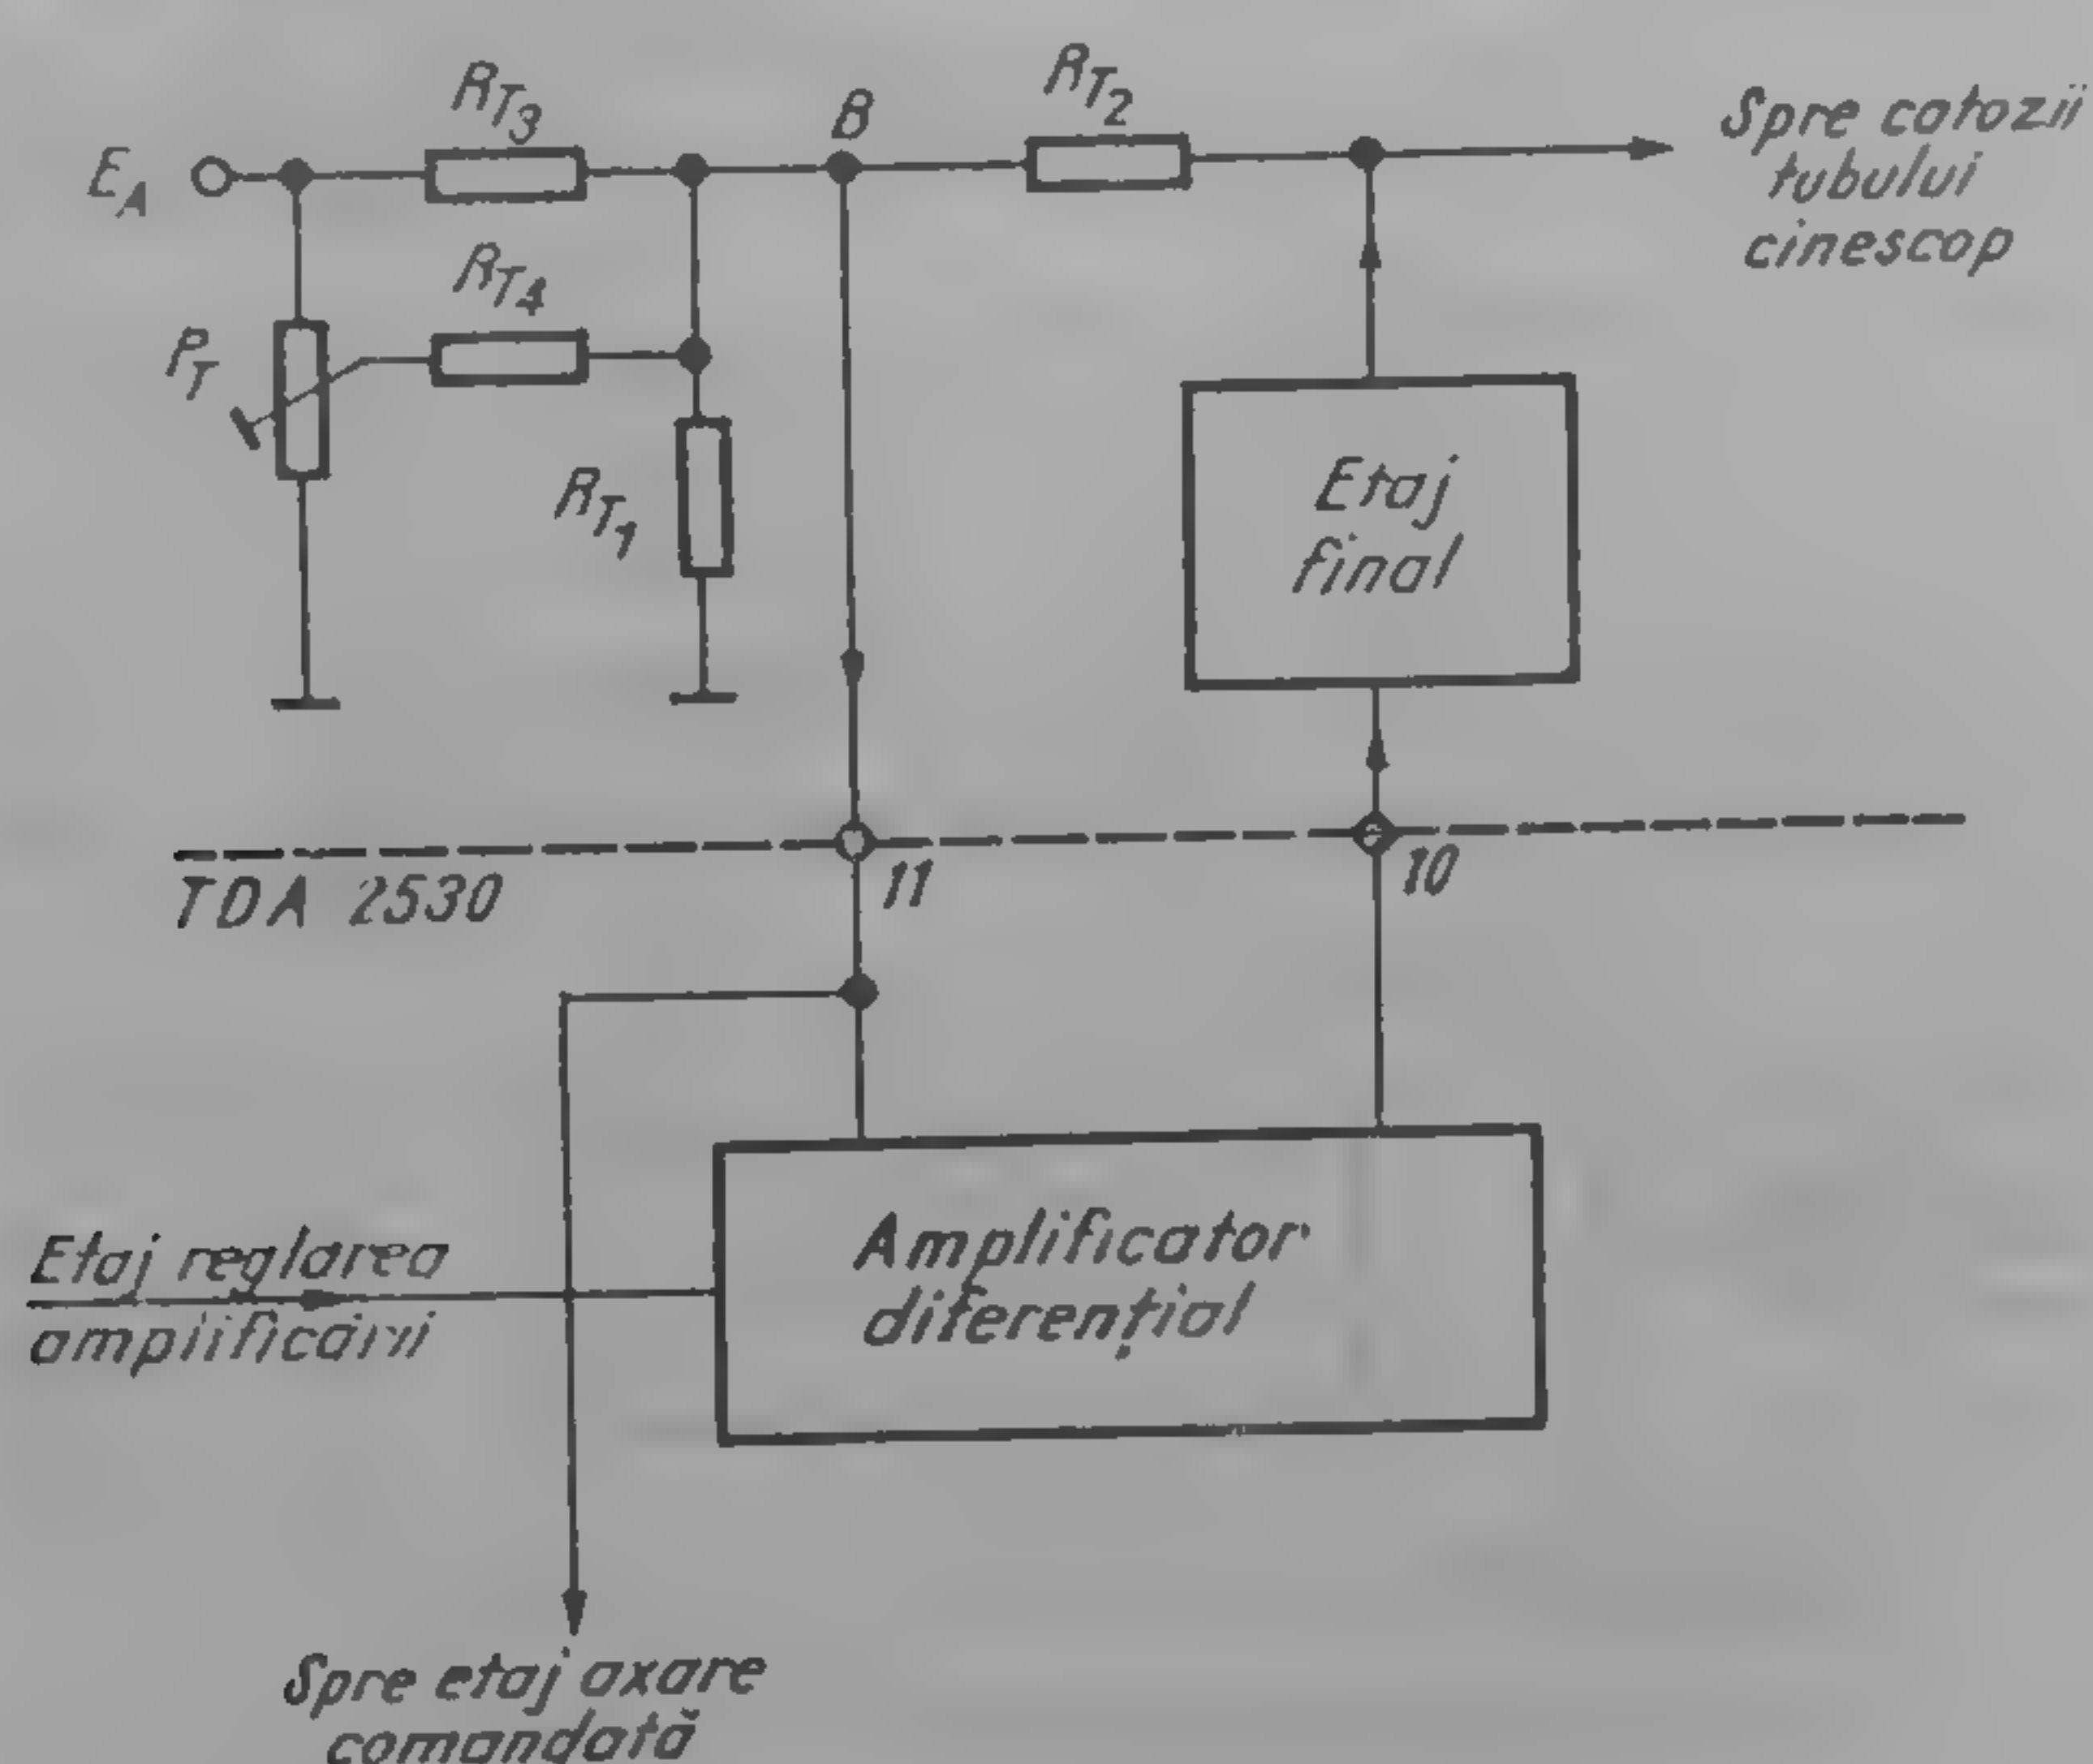 R_T3
B
R_T2
E_A
Spre catozii
tubului
cinescop
R_T4
P_T
R_T1
Etaj
final
TDA 2530
11
10
Etaj reglarea
amplificării
Amplificator
diferențial
Spre etaj axare
comandată